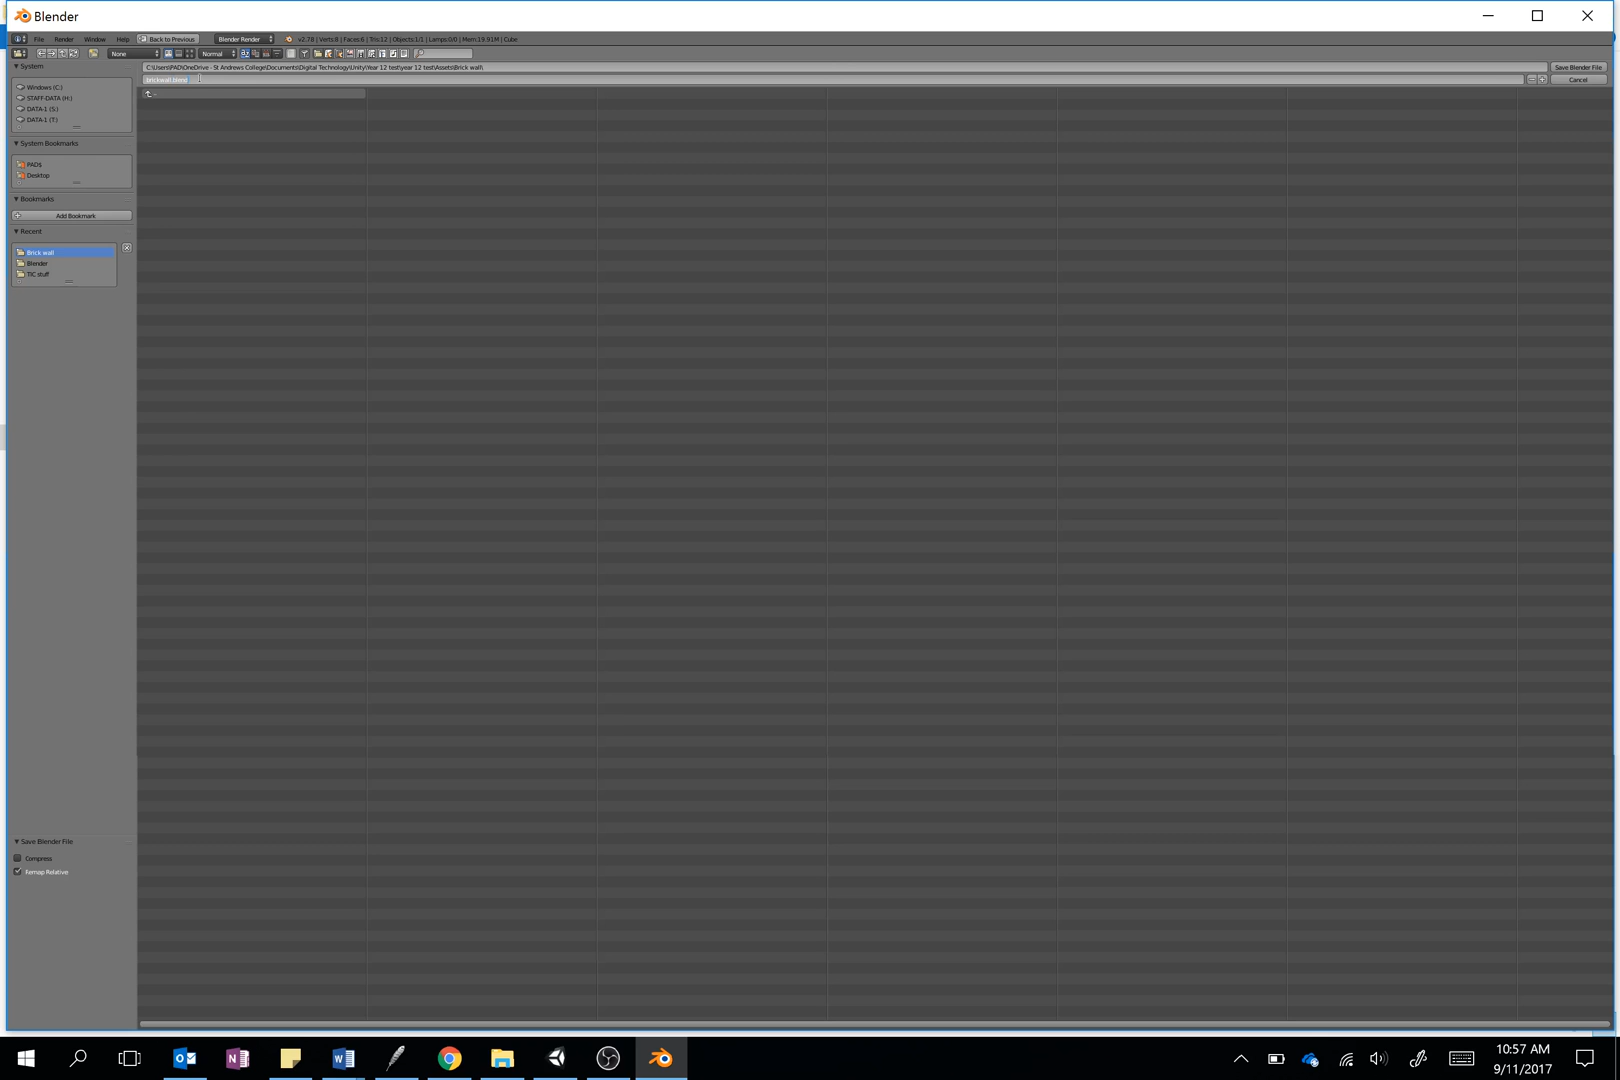 Blender
File Render Window Help Back to Previous Blender Render v2.78 | Verts:8 | Faces:6 | Tris:12 | Objects:1/1 | Lamps:0/0 | Mem:19.91M | Cube
None Normal
System
C:\Users\PAD\OneDrive - St Andrews College\Documents\Digital Technology\Unity\Year 12 test\year 12 test\Assets\Brick wall\
Save Blender File
brickwall.blend
Cancel
..
Windows (C:)
STAFF-DATA (H:)
DATA-1 (S:)
DATA-1 (T:)
System Bookmarks
PAD$
Desktop
Bookmarks
Add Bookmark
Recent
Brick wall
Blender
TIC stuff
Save Blender File
Compress
Remap Relative
10:57 AM
9/11/2017